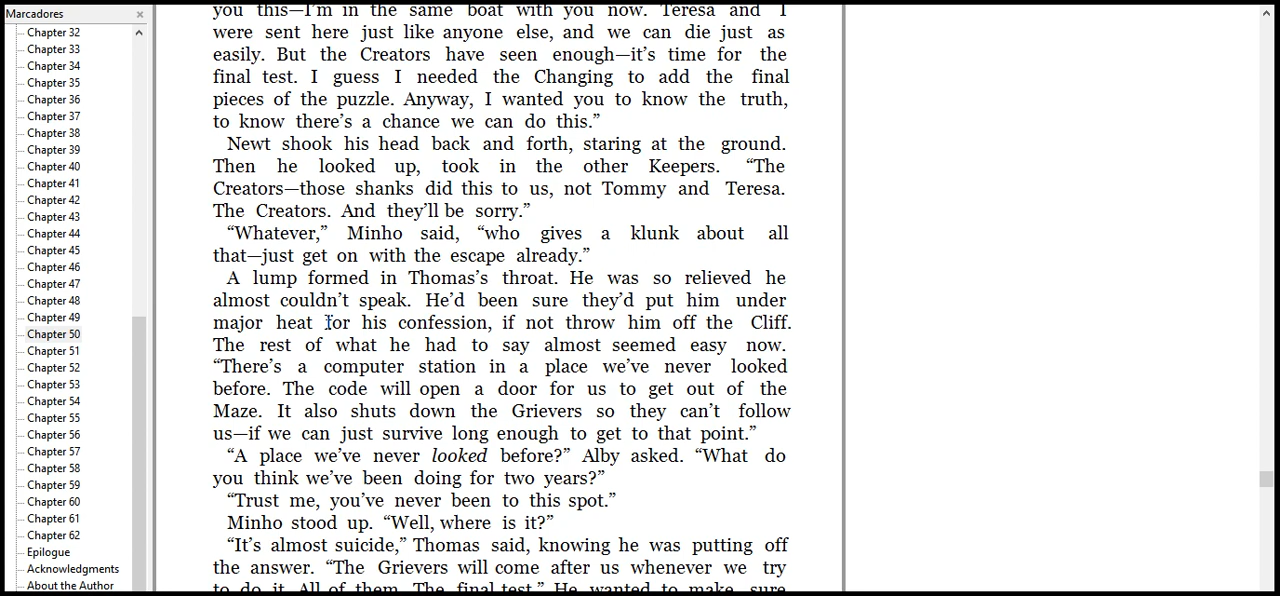 Marcadores
Chapter 32
Chapter 33
Chapter 34
Chapter 35
Chapter 36
Chapter 37
Chapter 38
Chapter 39
Chapter 40
Chapter 41
Chapter 42
Chapter 43
Chapter 44
Chapter 45
Chapter 46
Chapter 47
Chapter 48
Chapter 49
Chapter 50
Chapter 51
Chapter 52
Chapter 53
Chapter 54
Chapter 55
Chapter 56
Chapter 57
Chapter 58
Chapter 59
Chapter 60
Chapter 61
Chapter 62
Epilogue
Acknowledgments
About the Author
you this—I’m in the same boat with you now. Teresa and I
were sent here just like anyone else, and we can die just as
easily. But the Creators have seen enough—it’s time for the
final test. I guess I needed the Changing to add the final
pieces of the puzzle. Anyway, I wanted you to know the truth,
to know there’s a chance we can do this.”
Newt shook his head back and forth, staring at the ground.
Then he looked up, took in the other Keepers. “The
Creators—those shanks did this to us, not Tommy and Teresa.
The Creators. And they’ll be sorry.”
“Whatever,” Minho said, “who gives a klunk about all
that—just get on with the escape already.”
A lump formed in Thomas’s throat. He was so relieved he
almost couldn’t speak. He’d been sure they’d put him under
major heat for his confession, if not throw him off the Cliff.
The rest of what he had to say almost seemed easy now.
“There’s a computer station in a place we’ve never looked
before. The code will open a door for us to get out of the
Maze. It also shuts down the Grievers so they can’t follow
us—if we can just survive long enough to get to that point.”
“A place we’ve never looked before?” Alby asked. “What do
you think we’ve been doing for two years?”
“Trust me, you’ve never been to this spot.”
Minho stood up. “Well, where is it?”
“It’s almost suicide,” Thomas said, knowing he was putting off
the answer. “The Grievers will come after us whenever we try
to do it. All of them. The final test.” He wanted to make sure